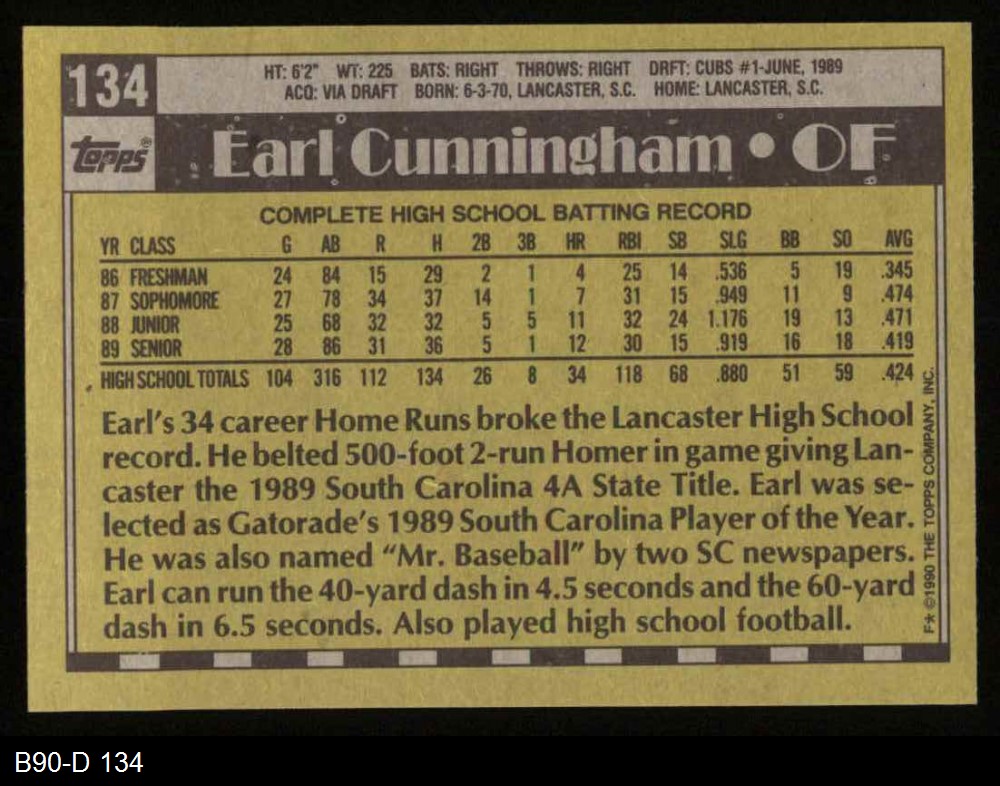 134
HT: 6'2" WT: 225 BATS: RIGHT THROWS: RIGHT DRFT: CUBS #1-JUNE, 1989
ACQ: VIA DRAFT BORN: 6-3-70, LANCASTER, S.C. HOME: LANCASTER, S.C.
topps®
Earl Cunningham • OF
COMPLETE HIGH SCHOOL BATTING RECORD
YR CLASS G AB R H 2B 3B HR RBI SB SLG BB SO AVG
86 FRESHMAN 24 84 15 29 2 1 4 25 14 .536 5 19 .345
87 SOPHOMORE 27 78 34 37 14 1 7 31 15 .949 11 9 .474
88 JUNIOR 25 68 32 32 5 5 11 32 24 1.176 19 13 .471
89 SENIOR 28 86 31 36 5 1 12 30 15 .919 16 18 .419
HIGH SCHOOL TOTALS 104 316 112 134 26 8 34 118 68 .880 51 59 .424
Earl's 34 career Home Runs broke the Lancaster High School
record. He belted 500-foot 2-run Homer in game giving Lan-
caster the 1989 South Carolina 4A State Title. Earl was se-
lected as Gatorade's 1989 South Carolina Player of the Year.
He was also named “Mr. Baseball” by two SC newspapers.
Earl can run the 40-yard dash in 4.5 seconds and the 60-yard
dash in 6.5 seconds. Also played high school football.
F* ©1990 THE TOPPS COMPANY, INC.
B90-D 134